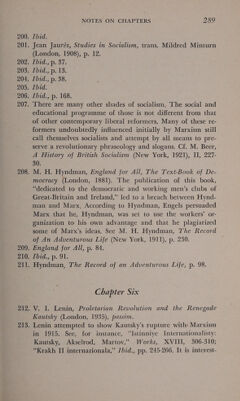 NOTES ON CHAPTERS 289
200. Ibid.
201. Jean Jaurès, Studies in Socialism, trans. Mildred Minturn
(London, 1908), p. 12.
202. Ibid., p. 37.
203. Ibid., p. 13.
204. Ibid., p. 38.
205. Ibid.
206. Ibid., p. 168.
207. There are many other shades of socialism. The social and
educational programme of those is not different from that
of other contemporary liberal reformers. Many of these re-
formers undoubtedly influenced initially by Marxism still
call themselves socialists and attempt by all means to pre-
serve a revolutionary phraseology and slogans. Cf. M. Beer,
A History of British Socialism (New York, 1921), II, 227-
30.
208. M. H. Hyndman, England for All, The Text-Book of De-
mocracy (London, 1881). The publication of this book,
"dedicated to the democratic and working men's clubs of
Great-Britain and Ireland," led to a breach between Hynd-
man and Marx. According to Hyndman, Engels persuaded
Marx that he, Hyndman, was set to use the workers' or-
ganization to his own advantage and that he plagiarized
some of Marx's ideas. See M. H. Hyndman, The Record
of An Adventurous Life (New York, 1911), p. 250.
209. England for All, p. 84.
210. Ibid., p. 91.
211. Hyndman, The Record of an Adventurous Life, p. 98.
Chapter Six
212. V. I. Lenin, Proletarian Revolution and the Renegade
Kautsky (London, 1935), passim.
213. Lenin attempted to show Kautsky's rupture with Marxism
in 1915. See, for instance, "Istinniye Internationalisty:
Kautsky, Akselrod, Martov," Works, XVIII, 306-310;
"Krakh II internationala," Ibid., pp. 245-266. It is interest-